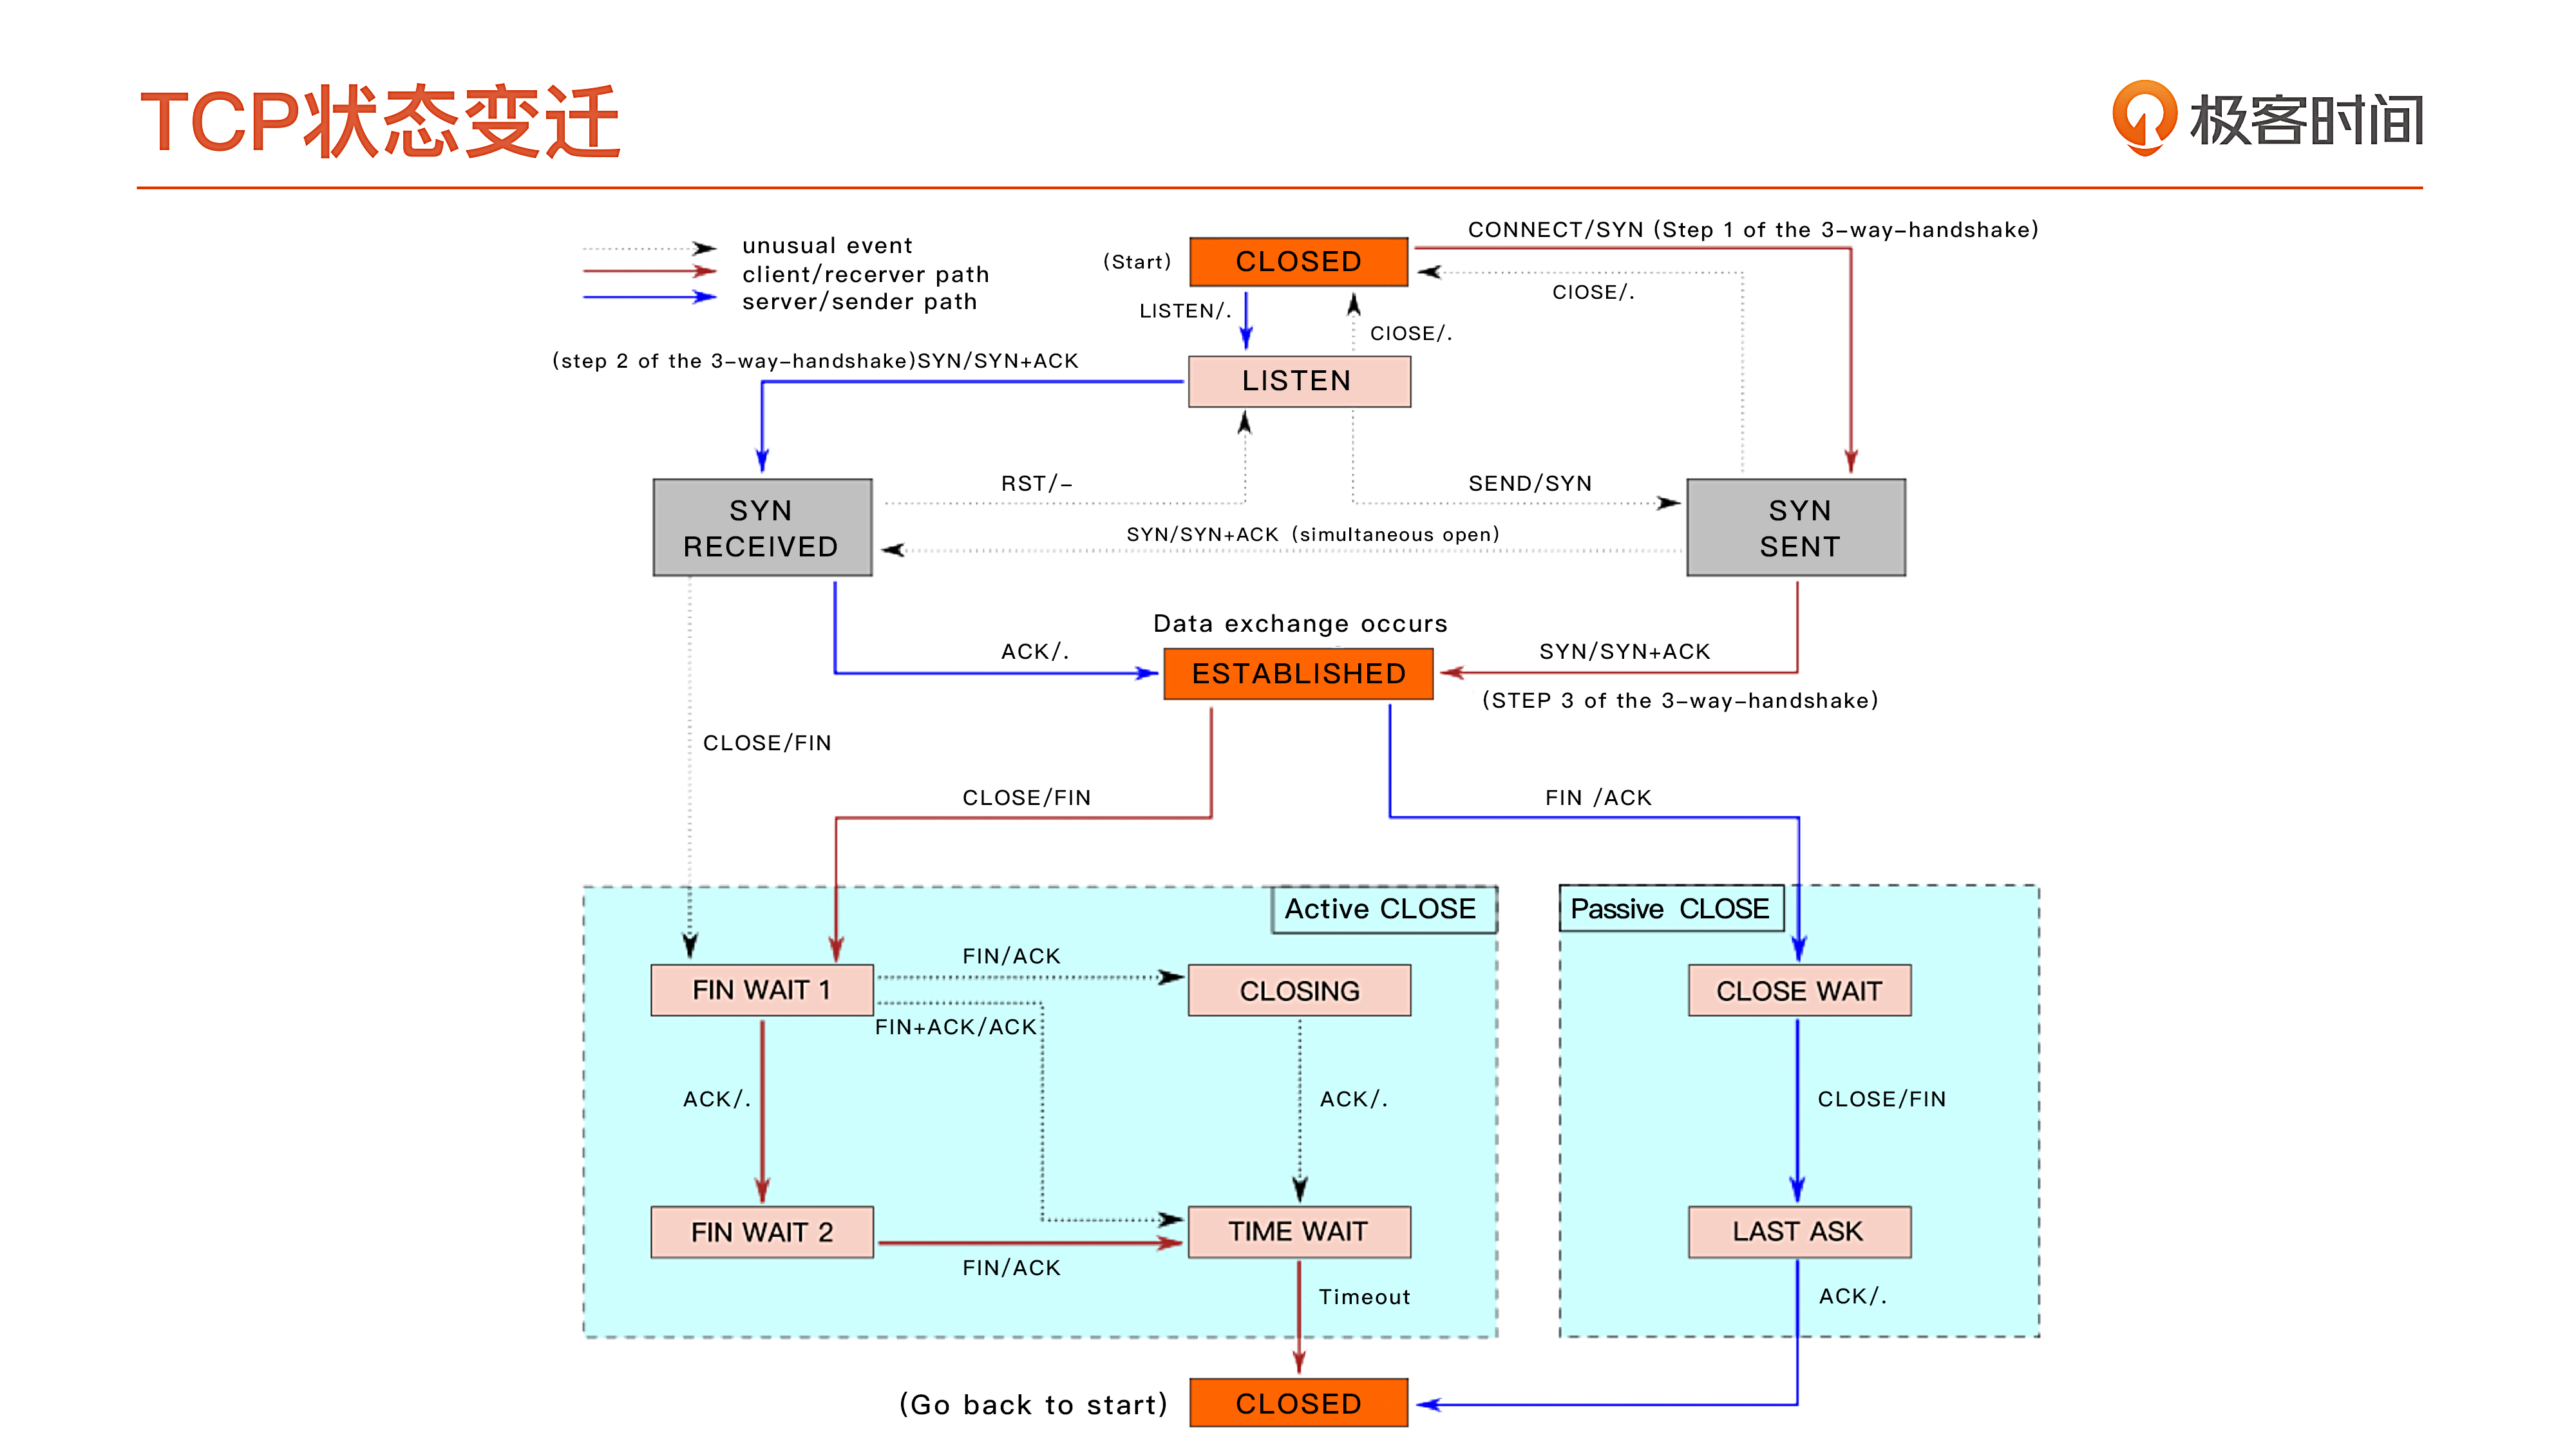 TCP状态变迁
极客时间
unusual event
client/recerver path
server/sender path
(Start)
CLOSED
CONNECT/SYN (Step 1 of the 3-way-handshake)
ClOSE/.
LISTEN/.
ClOSE/.
(step 2 of the 3-way-handshake)SYN/SYN+ACK
LISTEN
RST/-
SEND/SYN
SYN
RECEIVED
SYN
SENT
SYN/SYN+ACK (simultaneous open)
Data exchange occurs
ACK/.
ESTABLISHED
SYN/SYN+ACK
(STEP 3 of the 3-way-handshake)
CLOSE/FIN
CLOSE/FIN
FIN /ACK
Active CLOSE
Passive CLOSE
FIN WAIT 1
FIN/ACK
CLOSING
CLOSE WAIT
FIN+ACK/ACK
ACK/.
ACK/.
CLOSE/FIN
FIN WAIT 2
TIME WAIT
LAST ASK
FIN/ACK
Timeout
ACK/.
(Go back to start)
CLOSED